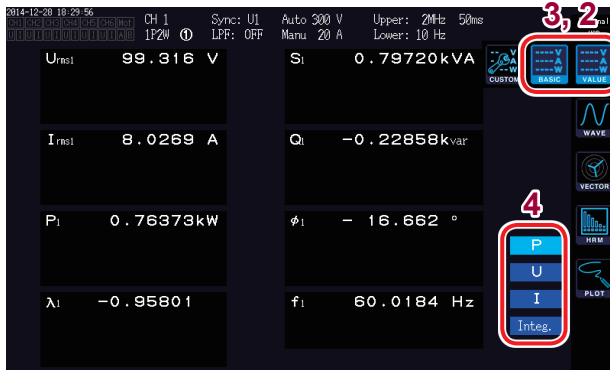 2014-12-20 18:29:56
CH1 CH2 CH3 CH4 CH5 CH6 Mot
U I U I U I U I U I U I A B
CH 1 Sync: U1 Auto 300 V Upper: 2MHz 50ms
1P2W ① LPF: OFF Manu 20 A Lower: 10 Hz
3, 2
Urms1 99.316 V
S1 0.79720kVA
CUSTOM
BASIC
VALUE
Irms1 8.0269 A
Q1 -0.22858kvar
WAVE
VECTOR
P1 0.76373kW
φ1 - 16.662 °
4
HRM
P
U
I
Integ.
PLOT
λ1 -0.95801
f1 60.0184 Hz